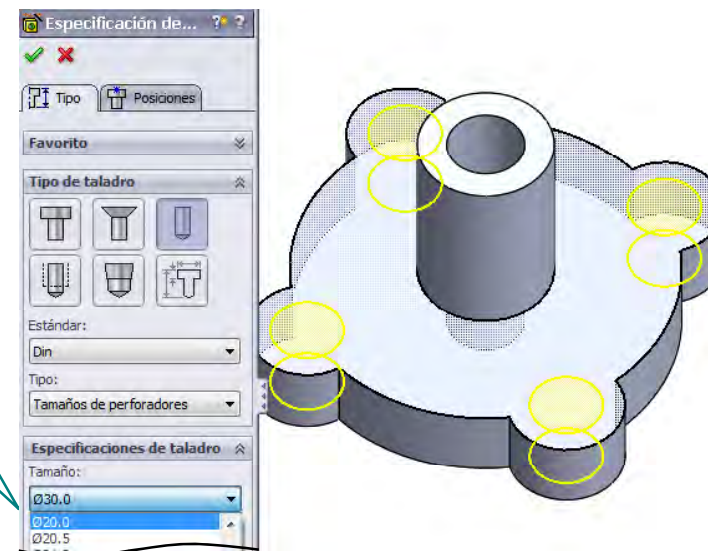 Especificación de... ? ?
Tipo
Posiciones
Favorito
Tipo de taladro
Estándar:
Din
Tipo:
Tamaños de perforadores
Especificaciones de taladro
Tamaño:
Ø30.0
Ø20.0
Ø20.5